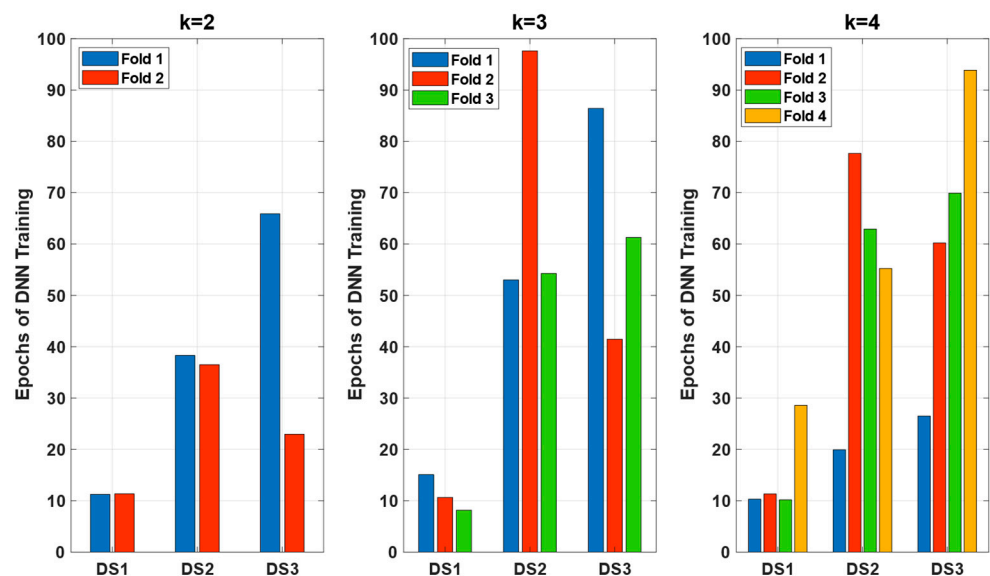 k=2
Epochs of DNN Training
100
90
80
70
60
50
40
30
20
10
0
Fold 1
Fold 2
DS1 DS2 DS3
k=3
Epochs of DNN Training
100
90
80
70
60
50
40
30
20
10
0
Fold 1
Fold 2
Fold 3
DS1 DS2 DS3
k=4
Epochs of DNN Training
100
90
80
70
60
50
40
30
20
10
0
Fold 1
Fold 2
Fold 3
Fold 4
DS1 DS2 DS3